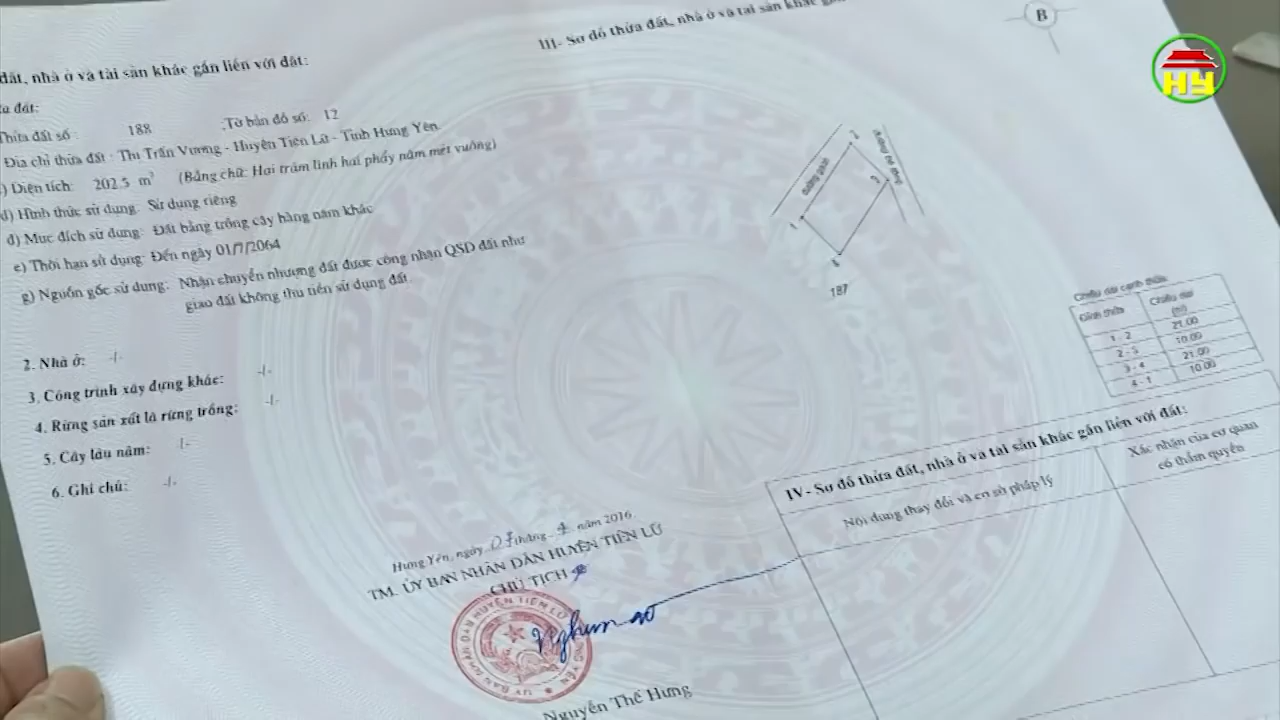 đất, nhà ở và tài sản khác gắn liền với đất:
đất:
Thửa đất số : 188 ,Tờ bản đồ số: 12
Địa chỉ thửa đất : Thị Trấn Vương - Huyện Tiên Lữ - Tỉnh Hưng Yên
) Diện tích: 202.5 m² (Bằng chữ: Hai trăm linh hai phẩy năm mét vuông)
d) Hình thức sử dụng: Sử dụng riêng
đ) Mục đích sử dụng: Đất bằng trồng cây hàng năm khác
e) Thời hạn sử dụng: Đến ngày 01/7/2064
g) Nguồn gốc sử dụng: Nhận chuyển nhượng đất được công nhận QSD đất như
giao đất không thu tiền sử dụng đất.
2. Nhà ở: -/-
3. Công trình xây dựng khác: -/-
4. Rừng sản xất là rừng trồng: -/-
5. Cây lâu năm: -/-
6. Ghi chú: -/-
Hưng Yên, ngày 07 tháng 4 năm 2016
TM. ỦY BAN NHÂN DÂN HUYỆN TIÊN LỮ
CHỦ TỊCH
Nguyễn Thế Hưng
III- Sơ đồ thửa đất, nhà ở và tài sản khác
B
HY
1
2
4
187
Chiều dài cạnh thửa
Đỉnh thửa Chiều dài (m)
1 - 2 21.00
2 - 3 10.00
3 - 4 21.00
4 - 1 10.00
IV- Sơ đồ thửa đất, nhà ở và tài sản khác gắn liền với đất:
Nội dung thay đổi và cơ sở pháp lý
Xác nhận của cơ quan
có thẩm quyền